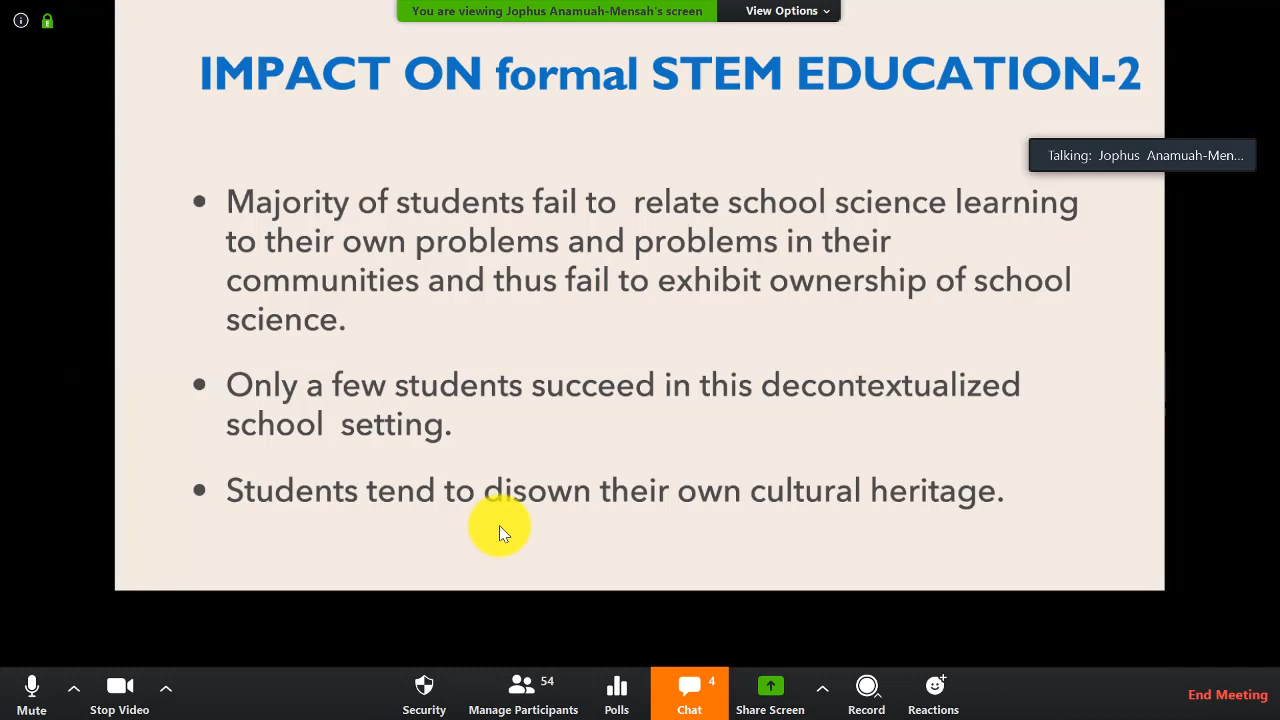 You are viewing Jophus Anamuah-Mensah's screen
View Options
IMPACT ON formal STEM EDUCATION-2
Talking: Jophus Anamuah-Men...
• Majority of students fail to relate school science learning
to their own problems and problems in their
communities and thus fail to exhibit ownership of school
science.
• Only a few students succeed in this decontextualized
school setting.
• Students tend to disown their own cultural heritage.
Mute
Stop Video
Security
54
Manage Participants
Polls
4
Chat
Share Screen
Record
Reactions
End Meeting